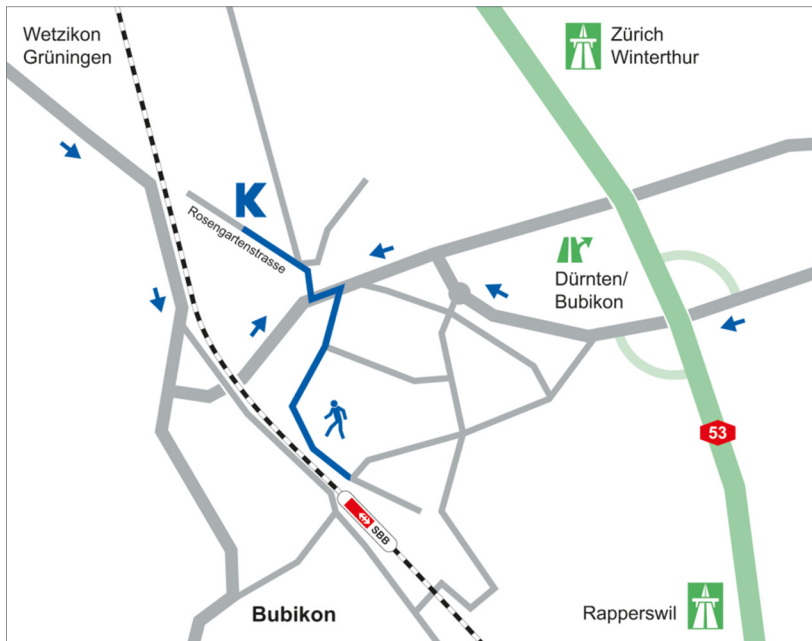 Wetzikon
Grüningen
Zürich
Winterthur
K
Rosengartenstrasse
Dürnten/
Bubikon
53
SBB
Bubikon
Rapperswil